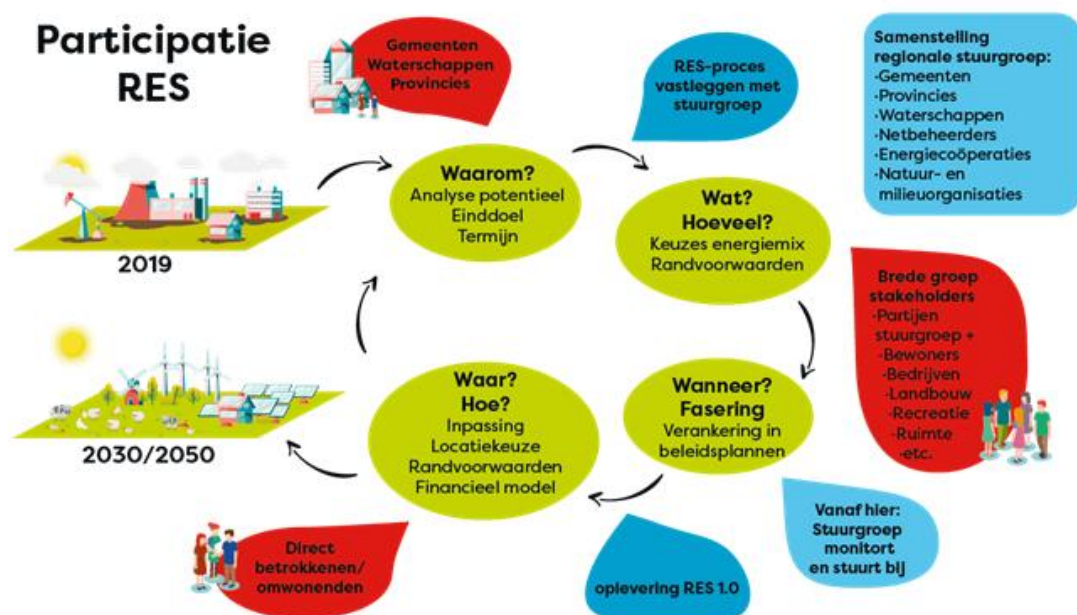 Participatie
RES
Gemeenten
Waterschappen
Provincies
RES-proces
vastleggen met
stuurgroep
Samenstelling
regionale stuurgroep:
·Gemeenten
·Provincies
·Waterschappen
·Netbeheerders
·Energiecoöperaties
·Natuur- en
milieuorganisaties
2019
Waarom?
Analyse potentieel
Einddoel
Termijn
Wat?
Hoeveel?
Keuzes energiemix
Randvoorwaarden
Brede groep
stakeholders
·Partijen
stuurgroep +
·Bewoners
·Bedrijven
·Landbouw
·Recreatie
·Ruimte
·etc.
Wanneer?
Fasering
Verankering in
beleidsplannen
Waar?
Hoe?
Inpassing
Locatiekeuze
Randvoorwaarden
Financieel model
2030/2050
Vanaf hier:
Stuurgroep
monitort
en stuurt bij
oplevering RES 1.0
Direct
betrokkenen/
omwonenden